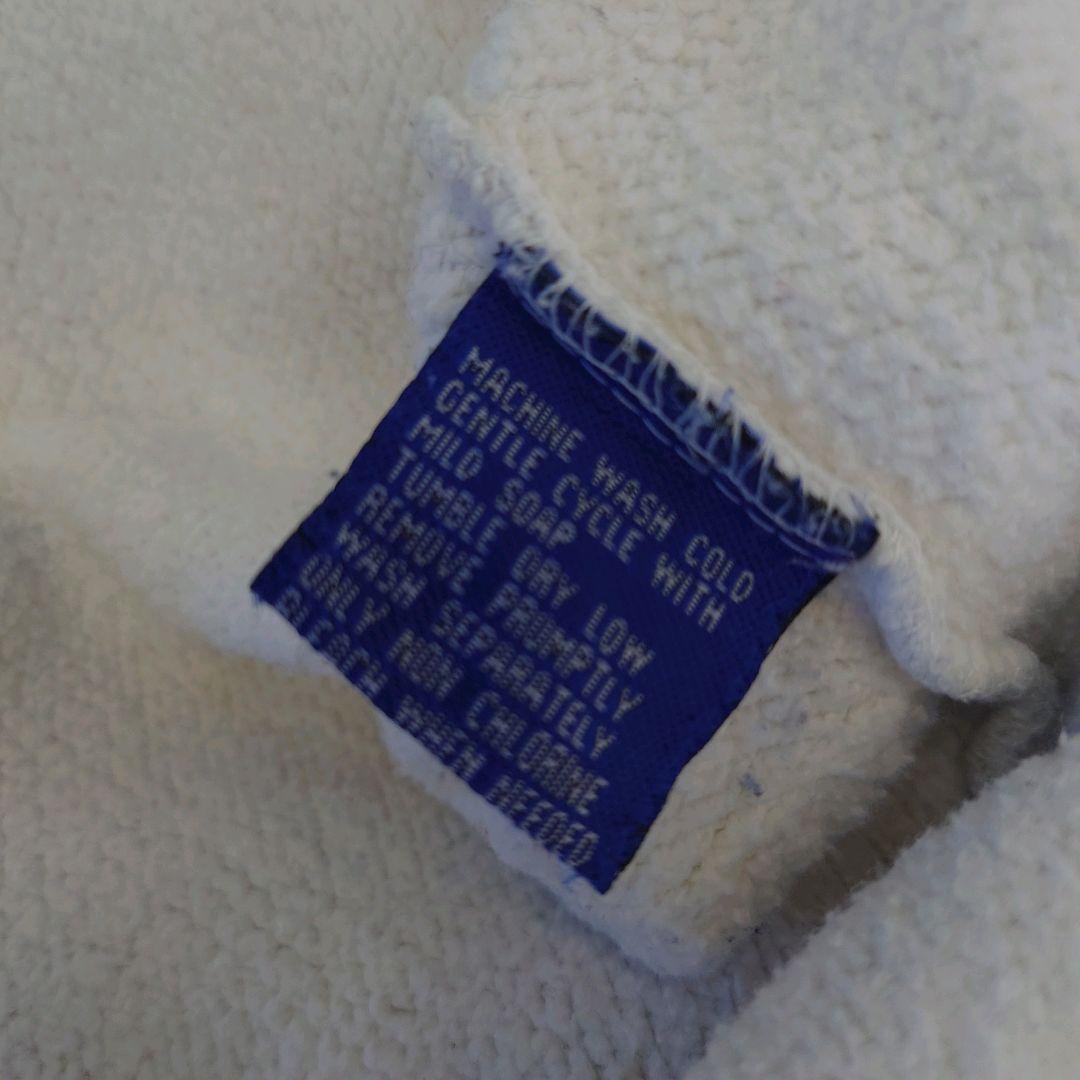 MACHINE WASH COLD
GENTLE CYCLE WITH
MILD SOAP
TUMBLE DRY LOW
REMOVE PROMPTLY
WASH SEPARATELY
ONLY NON CHLORINE
BLEACH WHEN NEEDED